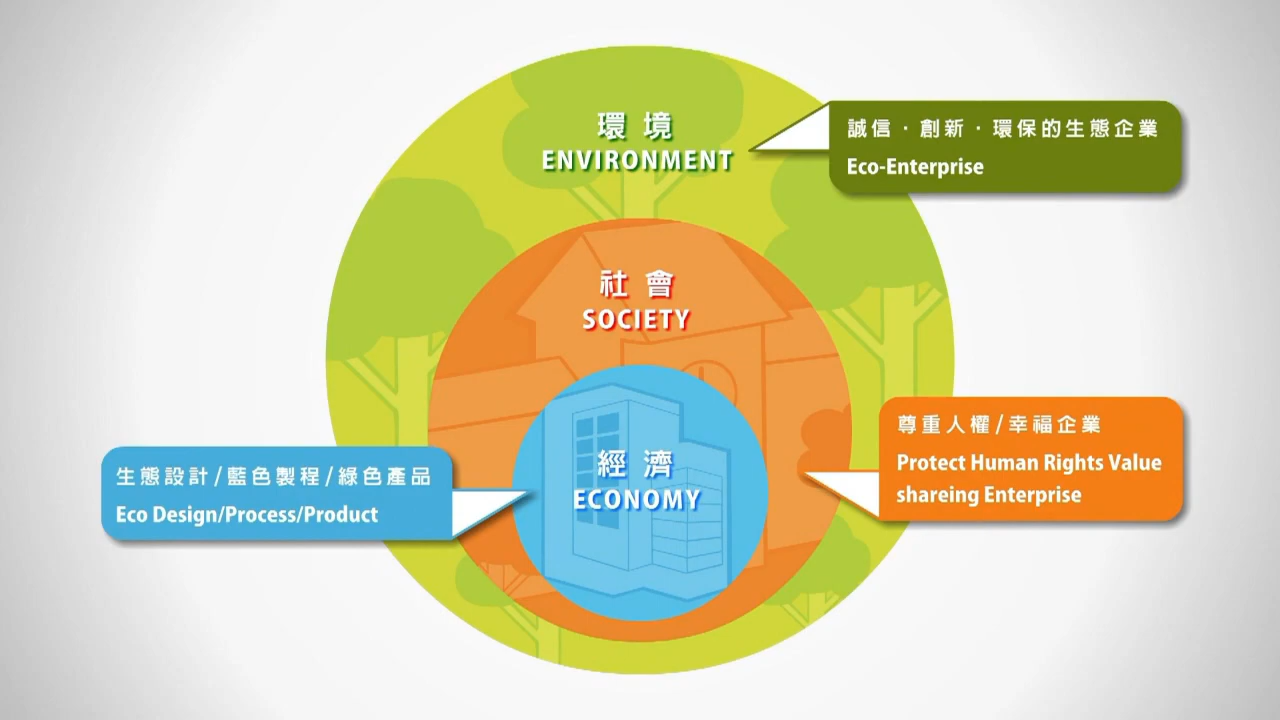 環境
ENVIRONMENT
誠信・創新・環保的生態企業
Eco-Enterprise
社會
SOCIETY
尊重人權/幸福企業
Protect Human Rights Value
shareing Enterprise
經濟
ECONOMY
生態設計/藍色製程/綠色產品
Eco Design/Process/Product